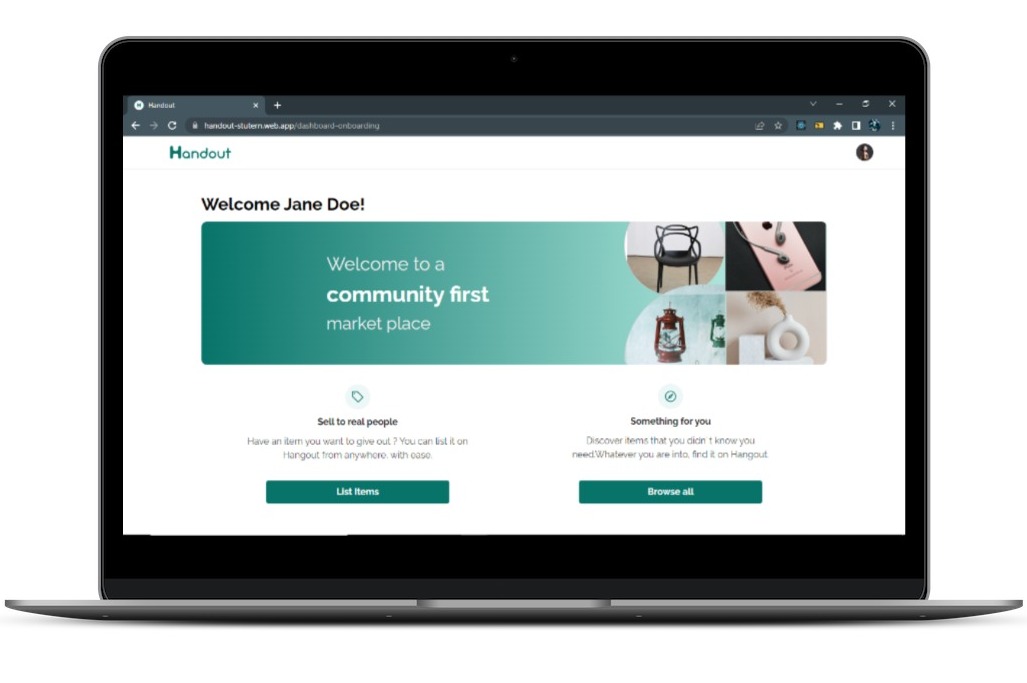 Handout
handout-stutern.web.app/dashboard-onboarding
Handout
Welcome Jane Doe!
Welcome to a
community first
market place
Sell to real people
Have an item you want to give out ? You can list it on
Hangout from anywhere, with ease.
List Items
Something for you
Discover items that you didn't know you
need.Whatever you are into, find it on Hangout.
Browse all